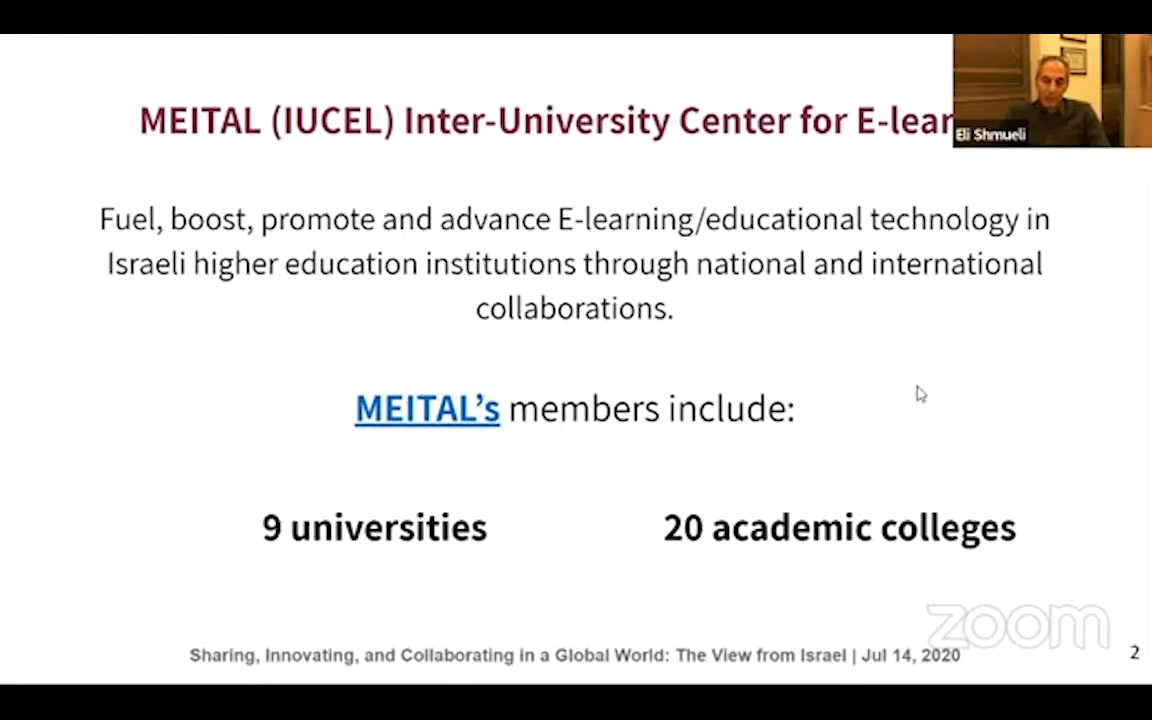 MEITAL (IUCEL) Inter-University Center for E-lear
Eli Shmueli
Fuel, boost, promote and advance E-learning/educational technology in
Israeli higher education institutions through national and international
collaborations.
MEITAL’s members include:
9 universities 20 academic colleges
zoom
Sharing, Innovating, and Collaborating in a Global World: The View from Israel | Jul 14, 2020
2